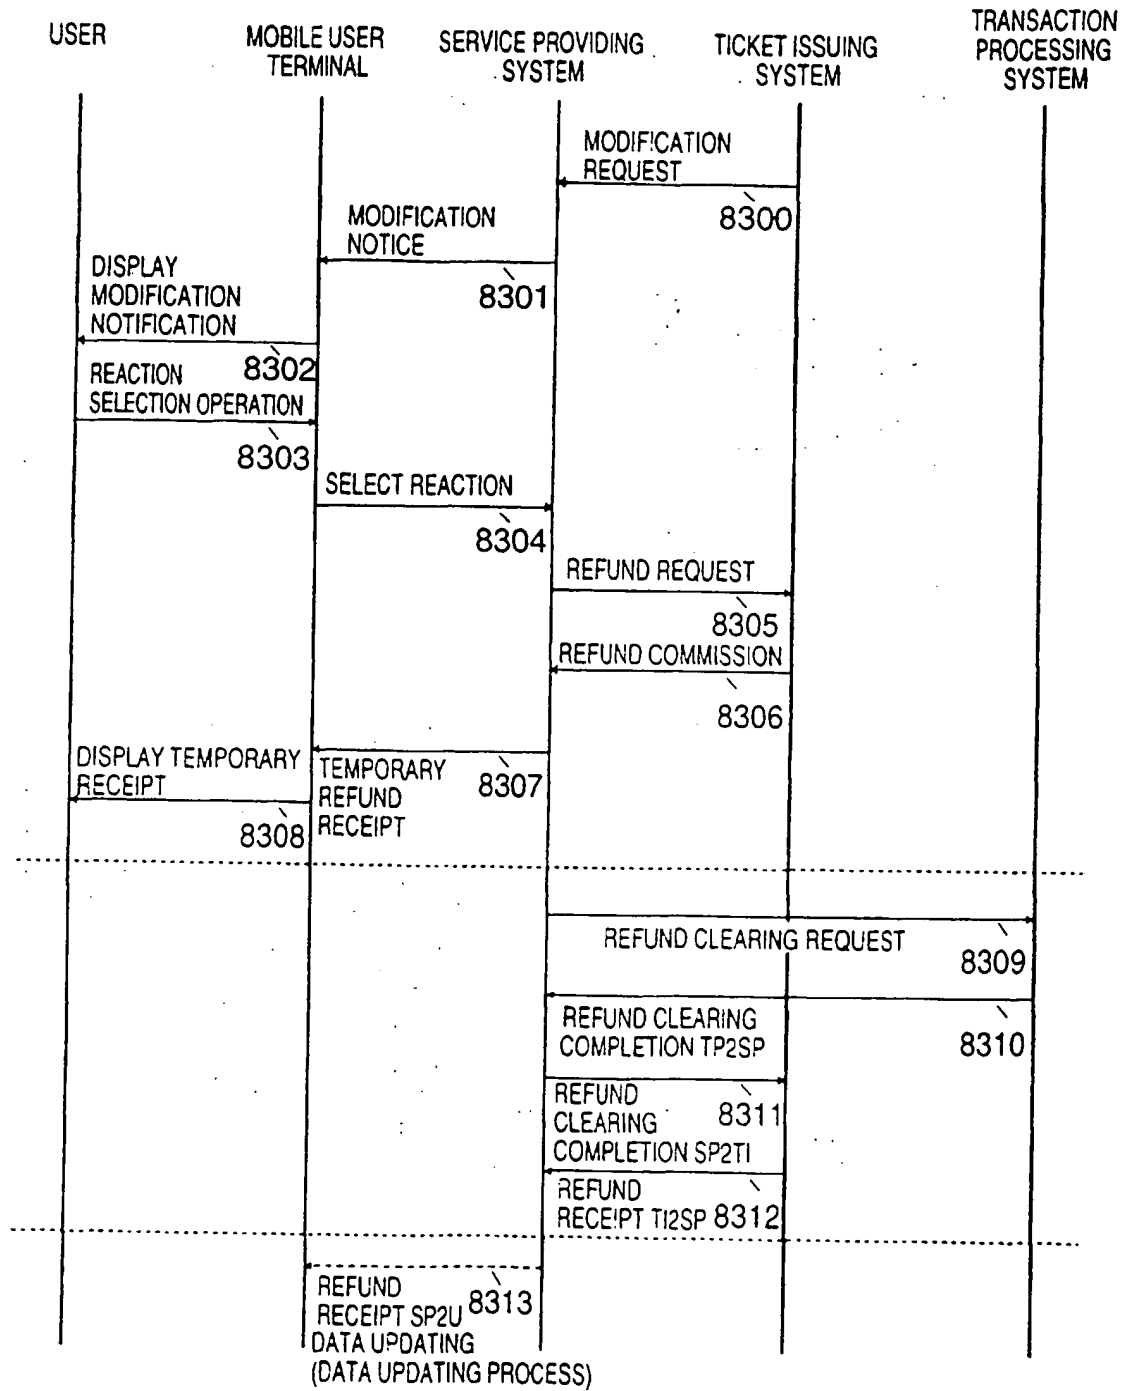 USER
MOBILE USER
TERMINAL
SERVICE PROVIDING
SYSTEM
TICKET ISSUING
SYSTEM
TRANSACTION
PROCESSING
SYSTEM
MODIFICATION
REQUEST
8300
MODIFICATION
NOTICE
8301
DISPLAY
MODIFICATION
NOTIFICATION
8302
REACTION
SELECTION OPERATION
8303
SELECT REACTION
8304
REFUND REQUEST
8305
REFUND COMMISSION
8306
TEMPORARY
REFUND
RECEIPT
8307
DISPLAY TEMPORARY
RECEIPT
8308
REFUND CLEARING REQUEST
8309
REFUND CLEARING
COMPLETION TP2SP
8310
REFUND
CLEARING
COMPLETION SP2TI
8311
REFUND
RECEIPT TI2SP
8312
REFUND
RECEIPT SP2U
8313
DATA UPDATING
(DATA UPDATING PROCESS)